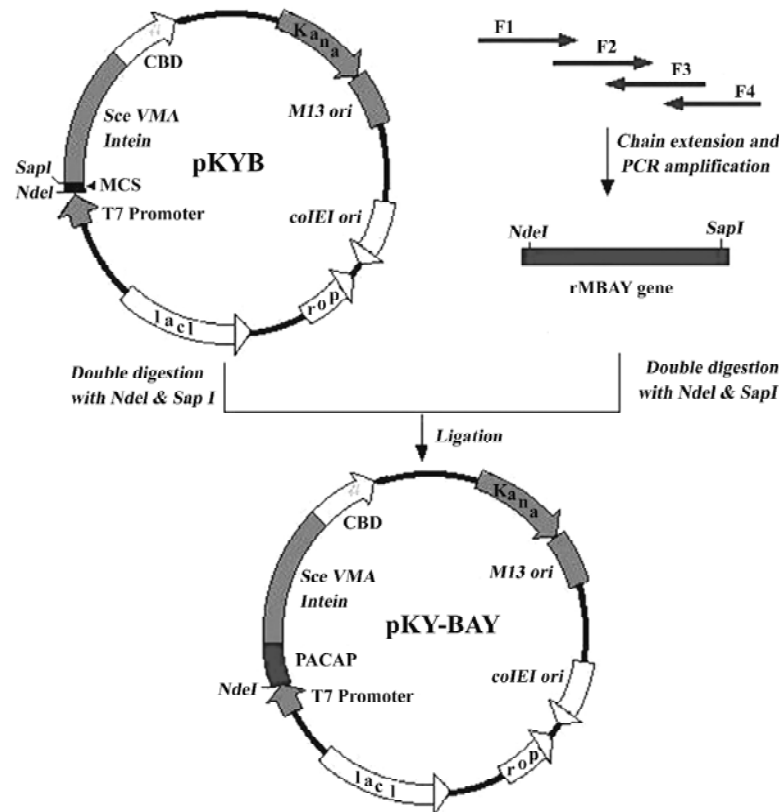 CBD
Kana
M13 ori
Sce VMA
Intein
pKYB
SapI
NdeI
MCS
T7 Promoter
colEI ori
rop
lacI
F1
F2
F3
F4
Chain extension and
PCR amplification
NdeI
SapI
rMBAY gene
Double digestion
with NdeI & Sap I
Double digestion
with NdeI & SapI
Ligation
CBD
Kana
M13 ori
Sce VMA
Intein
pKY-BAY
PACAP
NdeI
T7 Promoter
colEI ori
rop
lacI